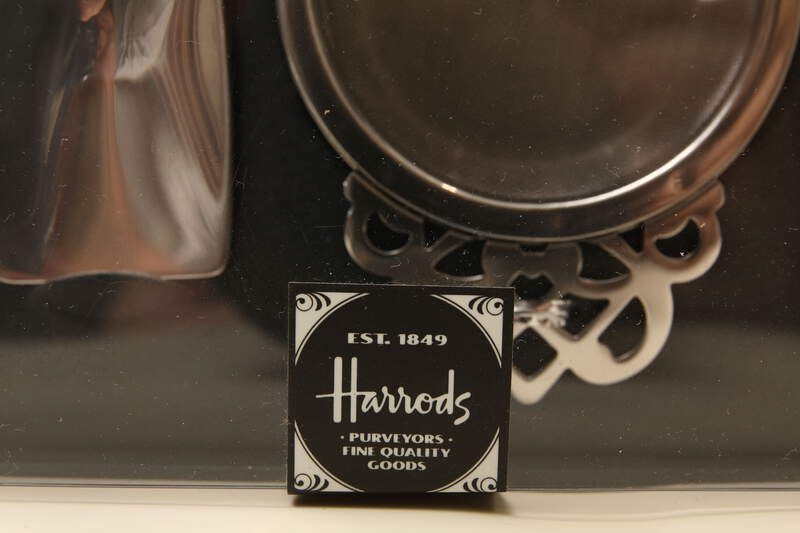 EST. 1849
Harrods
· PURVEYORS ·
FINE QUALITY
GOODS